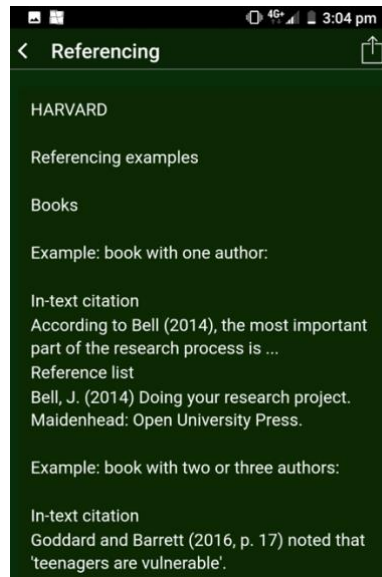 4G+ 3:04 pm
Referencing
HARVARD
Referencing examples
Books
Example: book with one author:
In-text citation
According to Bell (2014), the most important
part of the research process is ...
Reference list
Bell, J. (2014) Doing your research project.
Maidenhead: Open University Press.
Example: book with two or three authors:
In-text citation
Goddard and Barrett (2016, p. 17) noted that
'teenagers are vulnerable'.